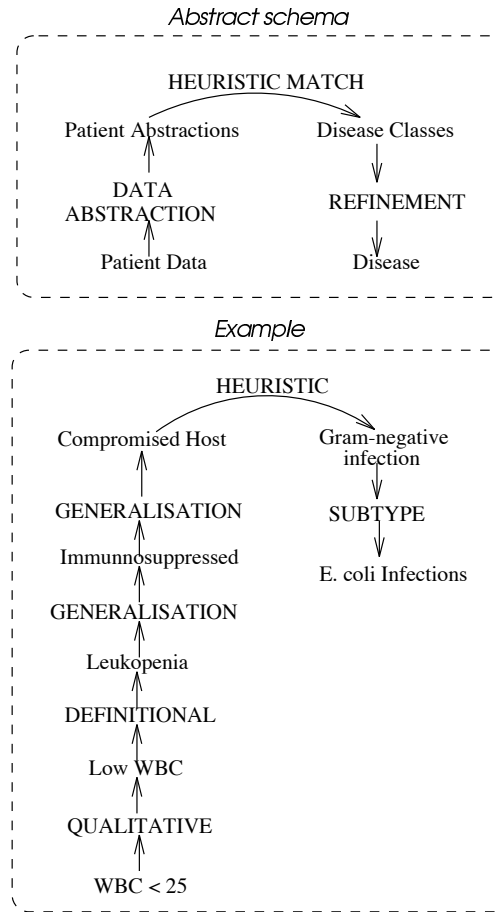 Abstract schema
HEURISTIC MATCH
Patient Abstractions
Disease Classes
DATA
ABSTRACTION
REFINEMENT
Patient Data
Disease
Example
HEURISTIC
Compromised Host
Gram-negative
infection
GENERALISATION
SUBTYPE
Immunnosuppressed
E. coli Infections
GENERALISATION
Leukopenia
DEFINITIONAL
Low WBC
QUALITATIVE
WBC < 25